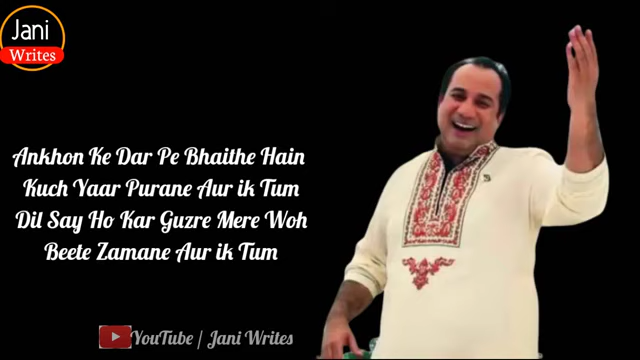 Jani
Writes
Ankhon Ke Dar Pe Bhaithe Hain
Kuch Yaar Purane Aur ik Tum
Dil Say Ho Kar Guzre Mere Woh
Beete Zamane Aur ik Tum
YouTube / Jani Writes